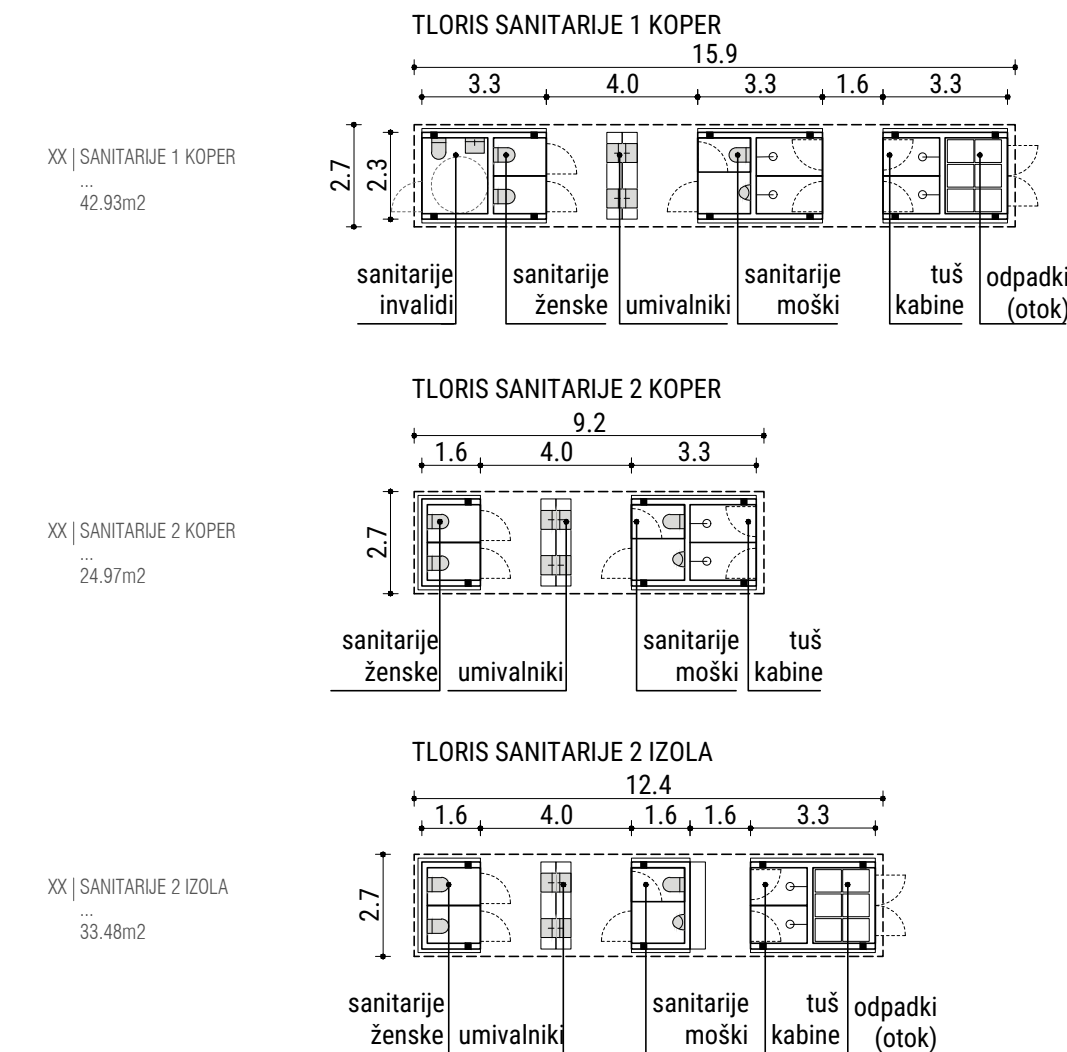 TLORIS SANITARIJE 1 KOPER
15.9
3.3 4.0 3.3 1.6 3.3
XX | SANITARIJE 1 KOPER
...
42.93m2
2.7 2.3
sanitarije invalidi
sanitarije ženske
umivalniki
sanitarije moški
tuš kabine
odpadki (otok)
TLORIS SANITARIJE 2 KOPER
9.2
1.6 4.0 3.3
XX | SANITARIJE 2 KOPER
...
24.97m2
2.7
sanitarije ženske
umivalniki
sanitarije moški
tuš kabine
TLORIS SANITARIJE 2 IZOLA
12.4
1.6 4.0 1.6 1.6 3.3
XX | SANITARIJE 2 IZOLA
...
33.48m2
2.7
sanitarije ženske
umivalniki
sanitarije moški
tuš kabine
odpadki (otok)